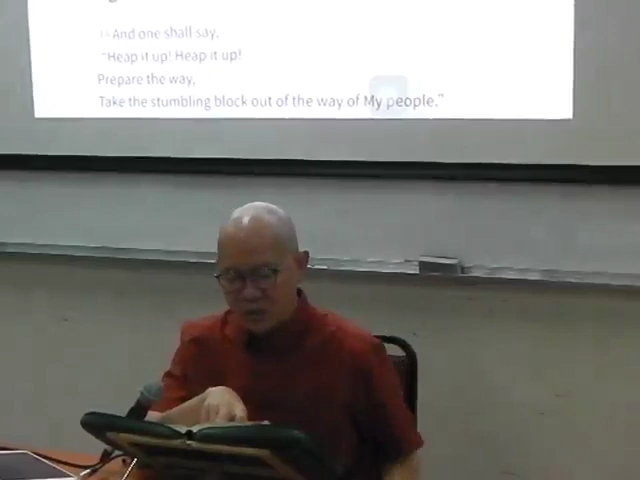 And one shall say,
"Heap it up! Heap it up!
Prepare the way,
Take the stumbling block out of the way of My people."